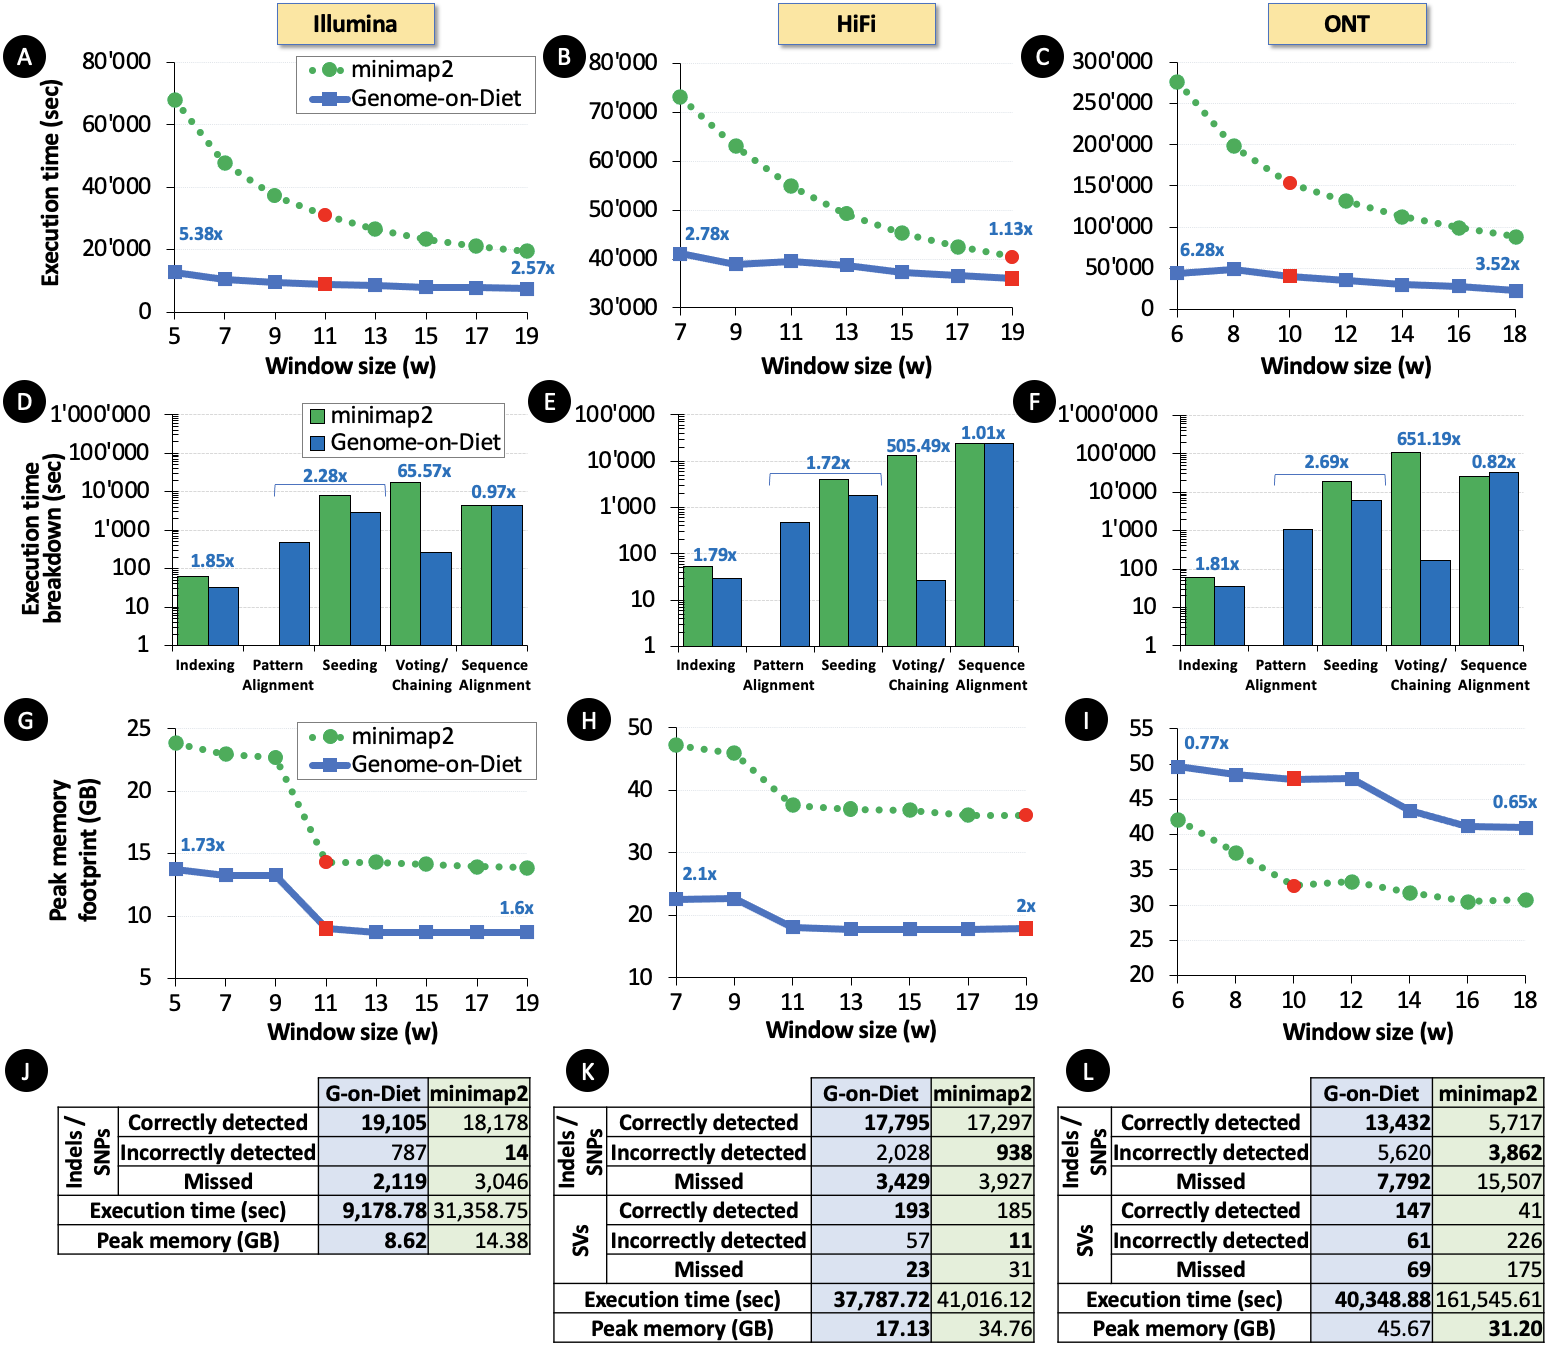 Illumina
HiFi
ONT
A
Execution time (sec)
80'000
60'000
40'000
20'000
0
minimap2
Genome-on-Diet
5.38x
2.57x
5 7 9 11 13 15 17 19
Window size (w)
B
80'000
70'000
60'000
50'000
40'000
30'000
2.78x
1.13x
7 9 11 13 15 17 19
Window size (w)
C
300'000
250'000
200'000
150'000
100'000
50'000
0
6.28x
3.52x
6 8 10 12 14 16 18
Window size (w)
D
Execution time
breakdown (sec)
1'000'000
100'000
10'000
1'000
100
10
1
minimap2
Genome-on-Diet
1.85x
2.28x
65.57x
0.97x
Indexing Pattern Seeding Voting/ Sequence
Alignment Chaining Alignment
E
100'000
10'000
1'000
100
10
1
1.79x
1.72x
505.49x
1.01x
Indexing Pattern Seeding Voting/ Sequence
Alignment Chaining Alignment
F
1'000'000
100'000
10'000
1'000
100
10
1
1.81x
2.69x
651.19x
0.82x
Indexing Pattern Seeding Voting/ Sequence
Alignment Chaining Alignment
G
Peak memory
footprint (GB)
25
20
15
10
5
minimap2
Genome-on-Diet
1.73x
1.6x
5 7 9 11 13 15 17 19
Window size (w)
H
50
40
30
20
10
2.1x
2x
7 9 11 13 15 17 19
Window size (w)
I
55
50
45
40
35
30
25
20
0.77x
0.65x
6 8 10 12 14 16 18
Window size (w)
J
G-on-Diet minimap2
Indels /
SNPs
Correctly detected 19,105 18,178
Incorrectly detected 787 14
Missed 2,119 3,046
Execution time (sec) 9,178.78 31,358.75
Peak memory (GB) 8.62 14.38
K
G-on-Diet minimap2
Indels /
SNPs
Correctly detected 17,795 17,297
Incorrectly detected 2,028 938
Missed 3,429 3,927
SVs
Correctly detected 193 185
Incorrectly detected 57 11
Missed 23 31
Execution time (sec) 37,787.72 41,016.12
Peak memory (GB) 17.13 34.76
L
G-on-Diet minimap2
Indels /
SNPs
Correctly detected 13,432 5,717
Incorrectly detected 5,620 3,862
Missed 7,792 15,507
SVs
Correctly detected 147 41
Incorrectly detected 61 226
Missed 69 175
Execution time (sec) 40,348.88 161,545.61
Peak memory (GB) 45.67 31.20